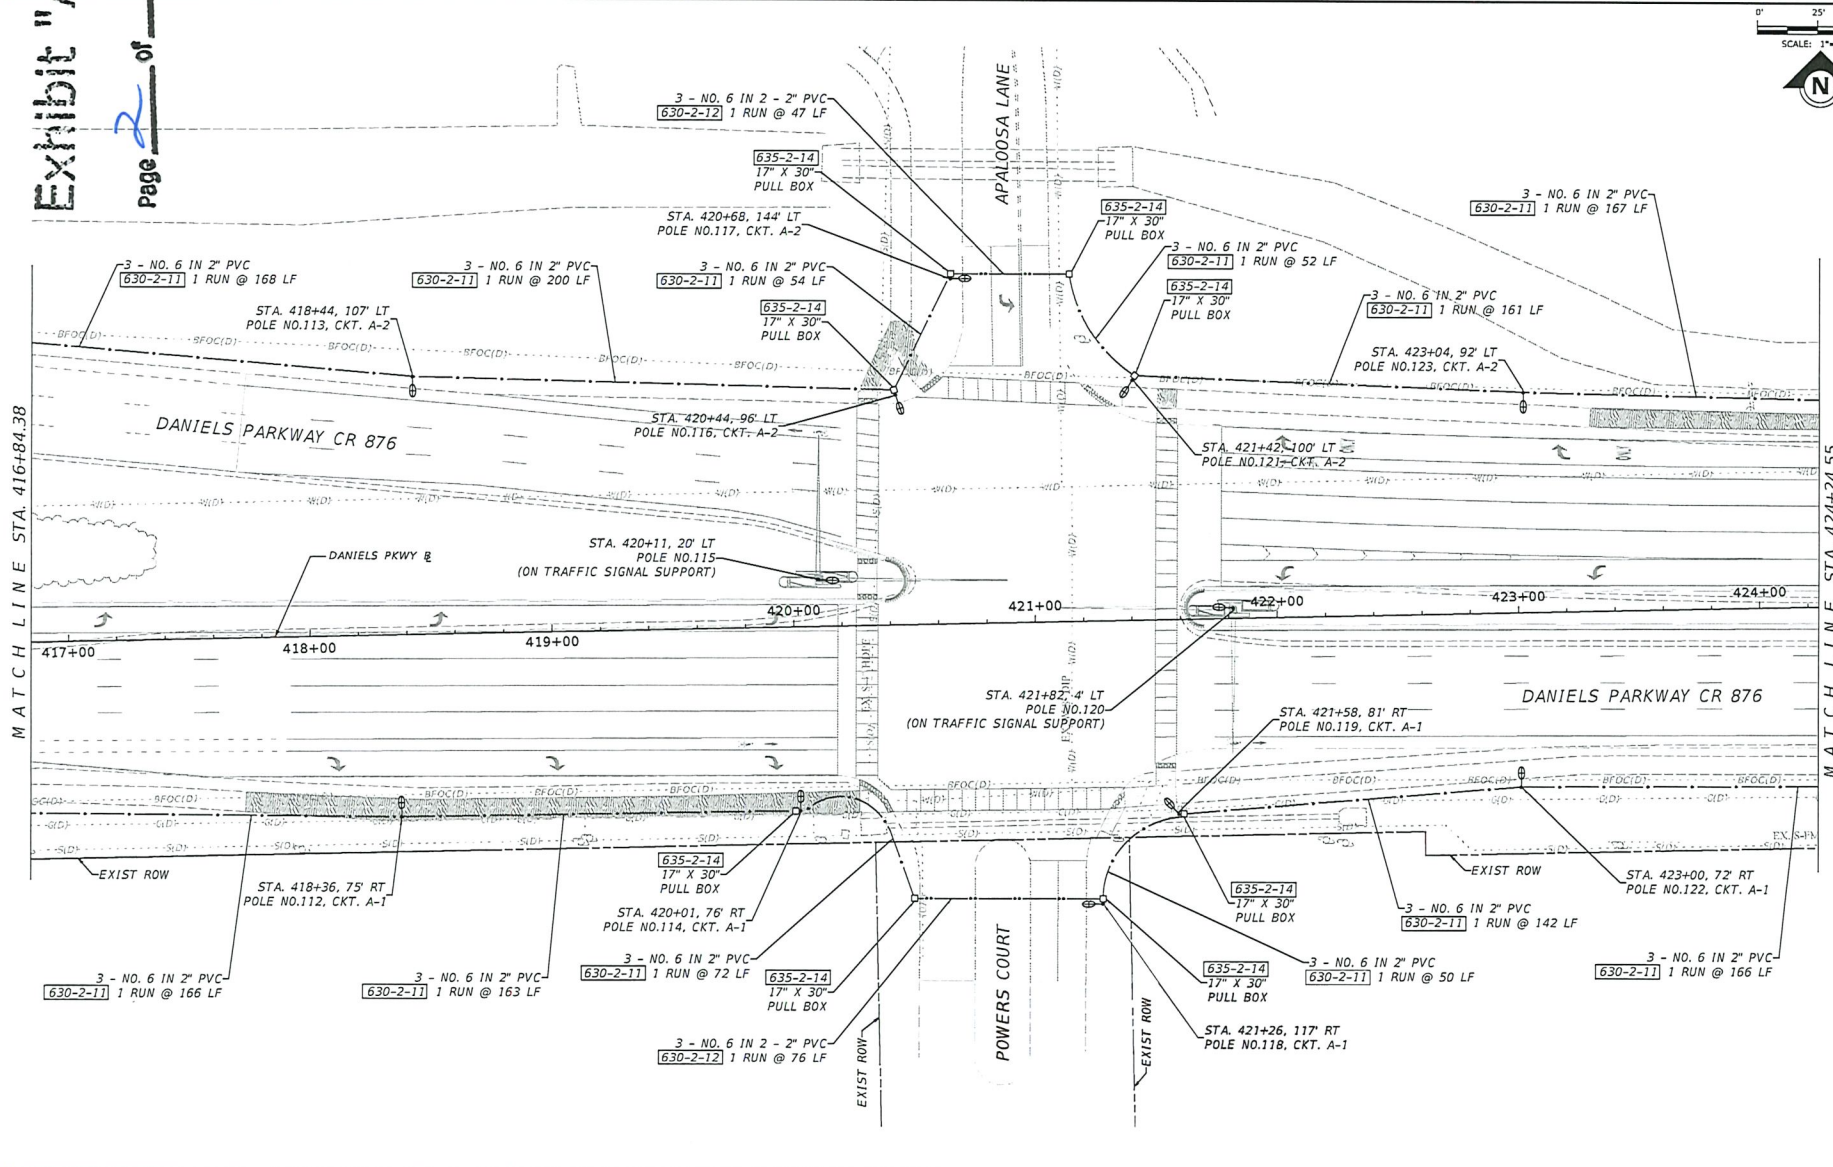 Exhibit "A
Page 2 of
0' 25'
SCALE: 1"=
N
3 - NO. 6 IN 2 - 2" PVC
630-2-12 1 RUN @ 47 LF
635-2-14
17" X 30"
PULL BOX
APALOOSA LANE
STA. 420+68, 144' LT
POLE NO.117, CKT. A-2
635-2-14
17" X 30"
PULL BOX
3 - NO. 6 IN 2" PVC
630-2-11 1 RUN @ 167 LF
3 - NO. 6 IN 2" PVC
630-2-11 1 RUN @ 168 LF
3 - NO. 6 IN 2" PVC
630-2-11 1 RUN @ 200 LF
3 - NO. 6 IN 2" PVC
630-2-11 1 RUN @ 54 LF
3 - NO. 6 IN 2" PVC
630-2-11 1 RUN @ 52 LF
STA. 418+44, 107' LT
POLE NO.113, CKT. A-2
635-2-14
17" X 30"
PULL BOX
635-2-14
17" X 30"
PULL BOX
3 - NO. 6 IN 2" PVC
630-2-11 1 RUN @ 161 LF
STA. 423+04, 92' LT
POLE NO.123, CKT. A-2
BFOC(D) BFOC(D) BFOC(D) BFOC(D) BFOC(D) BFOC(D)
STA. 420+44, 96' LT
POLE NO.116, CKT. A-2
DANIELS PARKWAY CR 876
STA. 421+42, 100' LT
POLE NO.121, CKT. A-2
MATCH LINE STA. 416+84.38
DANIELS PKWY ℄
STA. 420+11, 20' LT
POLE NO.115
(ON TRAFFIC SIGNAL SUPPORT)
417+00
418+00
419+00
420+00
421+00
422+00
423+00
424+00
MATCH LINE STA. 424+24.55
STA. 421+82, 4' LT
POLE NO.120
(ON TRAFFIC SIGNAL SUPPORT)
DANIELS PARKWAY CR 876
STA. 421+58, 81' RT
POLE NO.119, CKT. A-1
BFOC(D) BFOC(D) BFOC(D) BFOC(D) BFOC(D) BFOC(D) BFOC(D) BFOC(D) BFOC(D)
EXIST ROW
STA. 418+36, 75' RT
POLE NO.112, CKT. A-1
635-2-14
17" X 30"
PULL BOX
STA. 420+01, 76' RT
POLE NO.114, CKT. A-1
635-2-14
17" X 30"
PULL BOX
EXIST ROW
STA. 423+00, 72' RT
POLE NO.122, CKT. A-1
3 - NO. 6 IN 2" PVC
630-2-11 1 RUN @ 142 LF
3 - NO. 6 IN 2" PVC
630-2-11 1 RUN @ 166 LF
3 - NO. 6 IN 2" PVC
630-2-11 1 RUN @ 163 LF
3 - NO. 6 IN 2" PVC
630-2-11 1 RUN @ 72 LF
635-2-14
17" X 30"
PULL BOX
POWERS COURT
635-2-14
17" X 30"
PULL BOX
3 - NO. 6 IN 2" PVC
630-2-11 1 RUN @ 50 LF
3 - NO. 6 IN 2" PVC
630-2-11 1 RUN @ 166 LF
3 - NO. 6 IN 2 - 2" PVC
630-2-12 1 RUN @ 76 LF
EXIST ROW
EXIST ROW
STA. 421+26, 117' RT
POLE NO.118, CKT. A-1